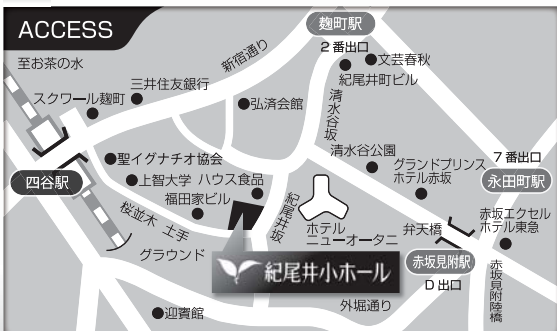 ACCESS
麹町駅
至お茶の水
新宿通り
2番出口
文芸春秋
三井住友銀行
紀尾井町ビル
スクワール麹町
弘済会館
清水谷坂
清水谷公園
7番出口
聖イグナチオ協会
グランドプリンス
ホテル赤坂
四谷駅
上智大学
ハウス食品
永田町駅
福田家ビル
紀尾井坂
桜並木
土手
ホテル
ニューオータニ
弁天橋
赤坂エクセル
ホテル東急
グラウンド
紀尾井小ホール
赤坂見附駅
D出口
赤坂見附陸橋
外堀通り
迎賓館